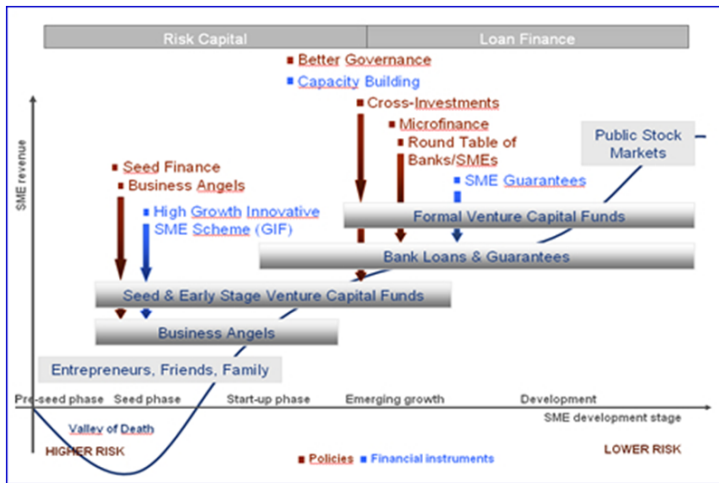 Risk Capital
Loan Finance
Better Governance
Capacity Building
Cross-Investments
Microfinance
Round Table of
Banks/SMEs
Public Stock
Markets
SME revenue
Seed Finance
Business Angels
SME Guarantees
High Growth Innovative
SME Scheme (GIF)
Formal Venture Capital Funds
Bank Loans & Guarantees
Seed & Early Stage Venture Capital Funds
Business Angels
Entrepreneurs, Friends, Family
Pre-seed phase
Seed phase
Start-up phase
Emerging growth
Development
SME development stage
Valley of Death
HIGHER RISK
LOWER RISK
Policies
Financial instruments